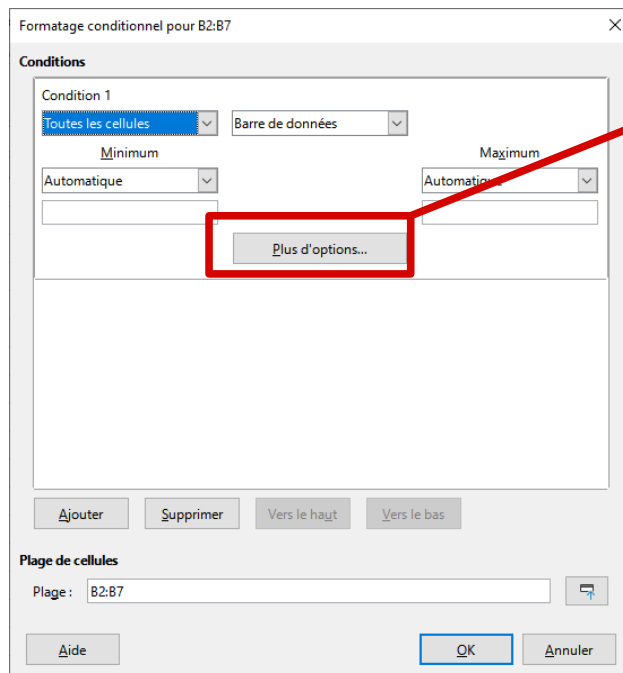 Formatage conditionnel pour B2:B7
Conditions
Condition 1
Toutes les cellules Barre de données
Minimum Maximum
Automatique Automatique
Plus d'options...
Ajouter Supprimer Vers le haut Vers le bas
Plage de cellules
Plage : B2:B7
Aide OK Annuler